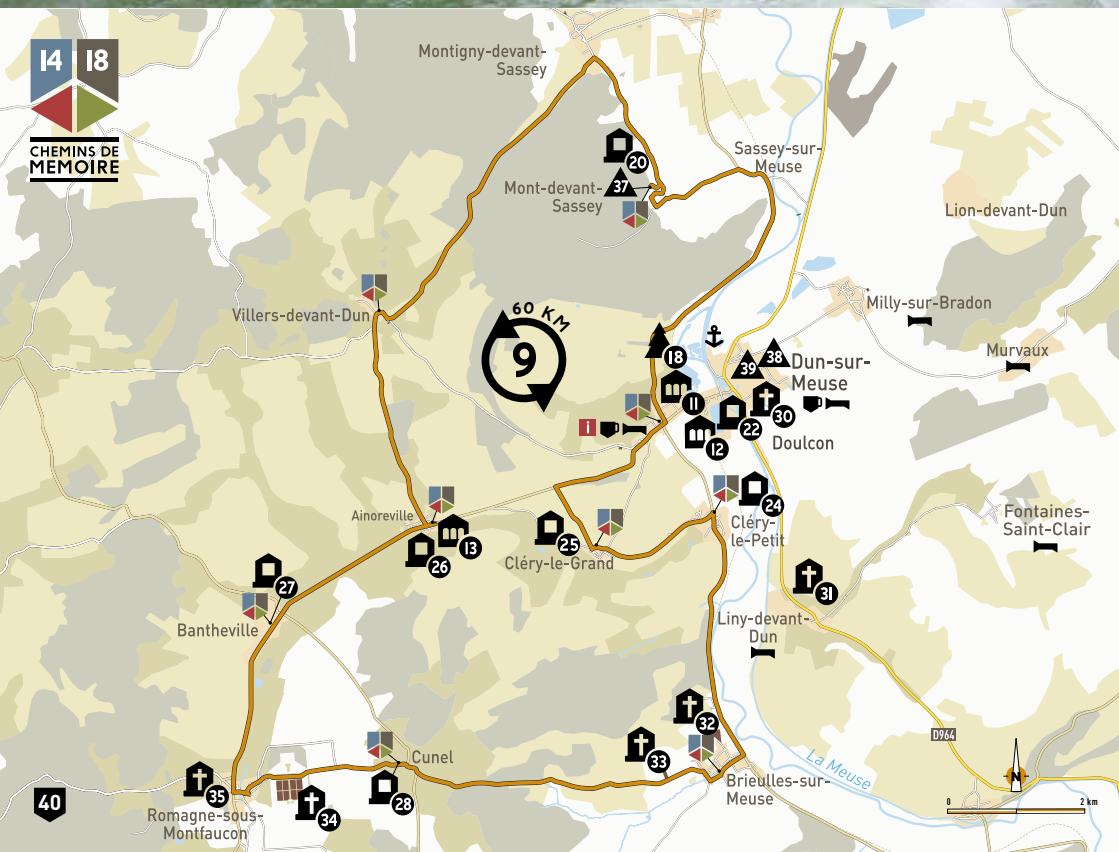 14 18
CHEMINS DE
MEMOIRE
Montigny-devant-
Sassey
20
37
Mont-devant-
Sassey
Sassey-sur-
Meuse
Lion-devant-Dun
Villers-devant-Dun
60 KM
9
Milly-sur-Bradon
Murvaux
18
38
39
Dun-sur-
Meuse
11
30
22
12
i
Doulcon
24
Cléry-
le-Petit
Ainoreville
13
26
25
Cléry-le-Grand
Fontaines-
Saint-Clair
27
Bantheville
31
Liny-devant-
Dun
32
33
D964
La Meuse
N
Cunel
28
Brieulles-sur-
Meuse
35
34
40
Romagne-sous-
Montfaucon
0 2 km